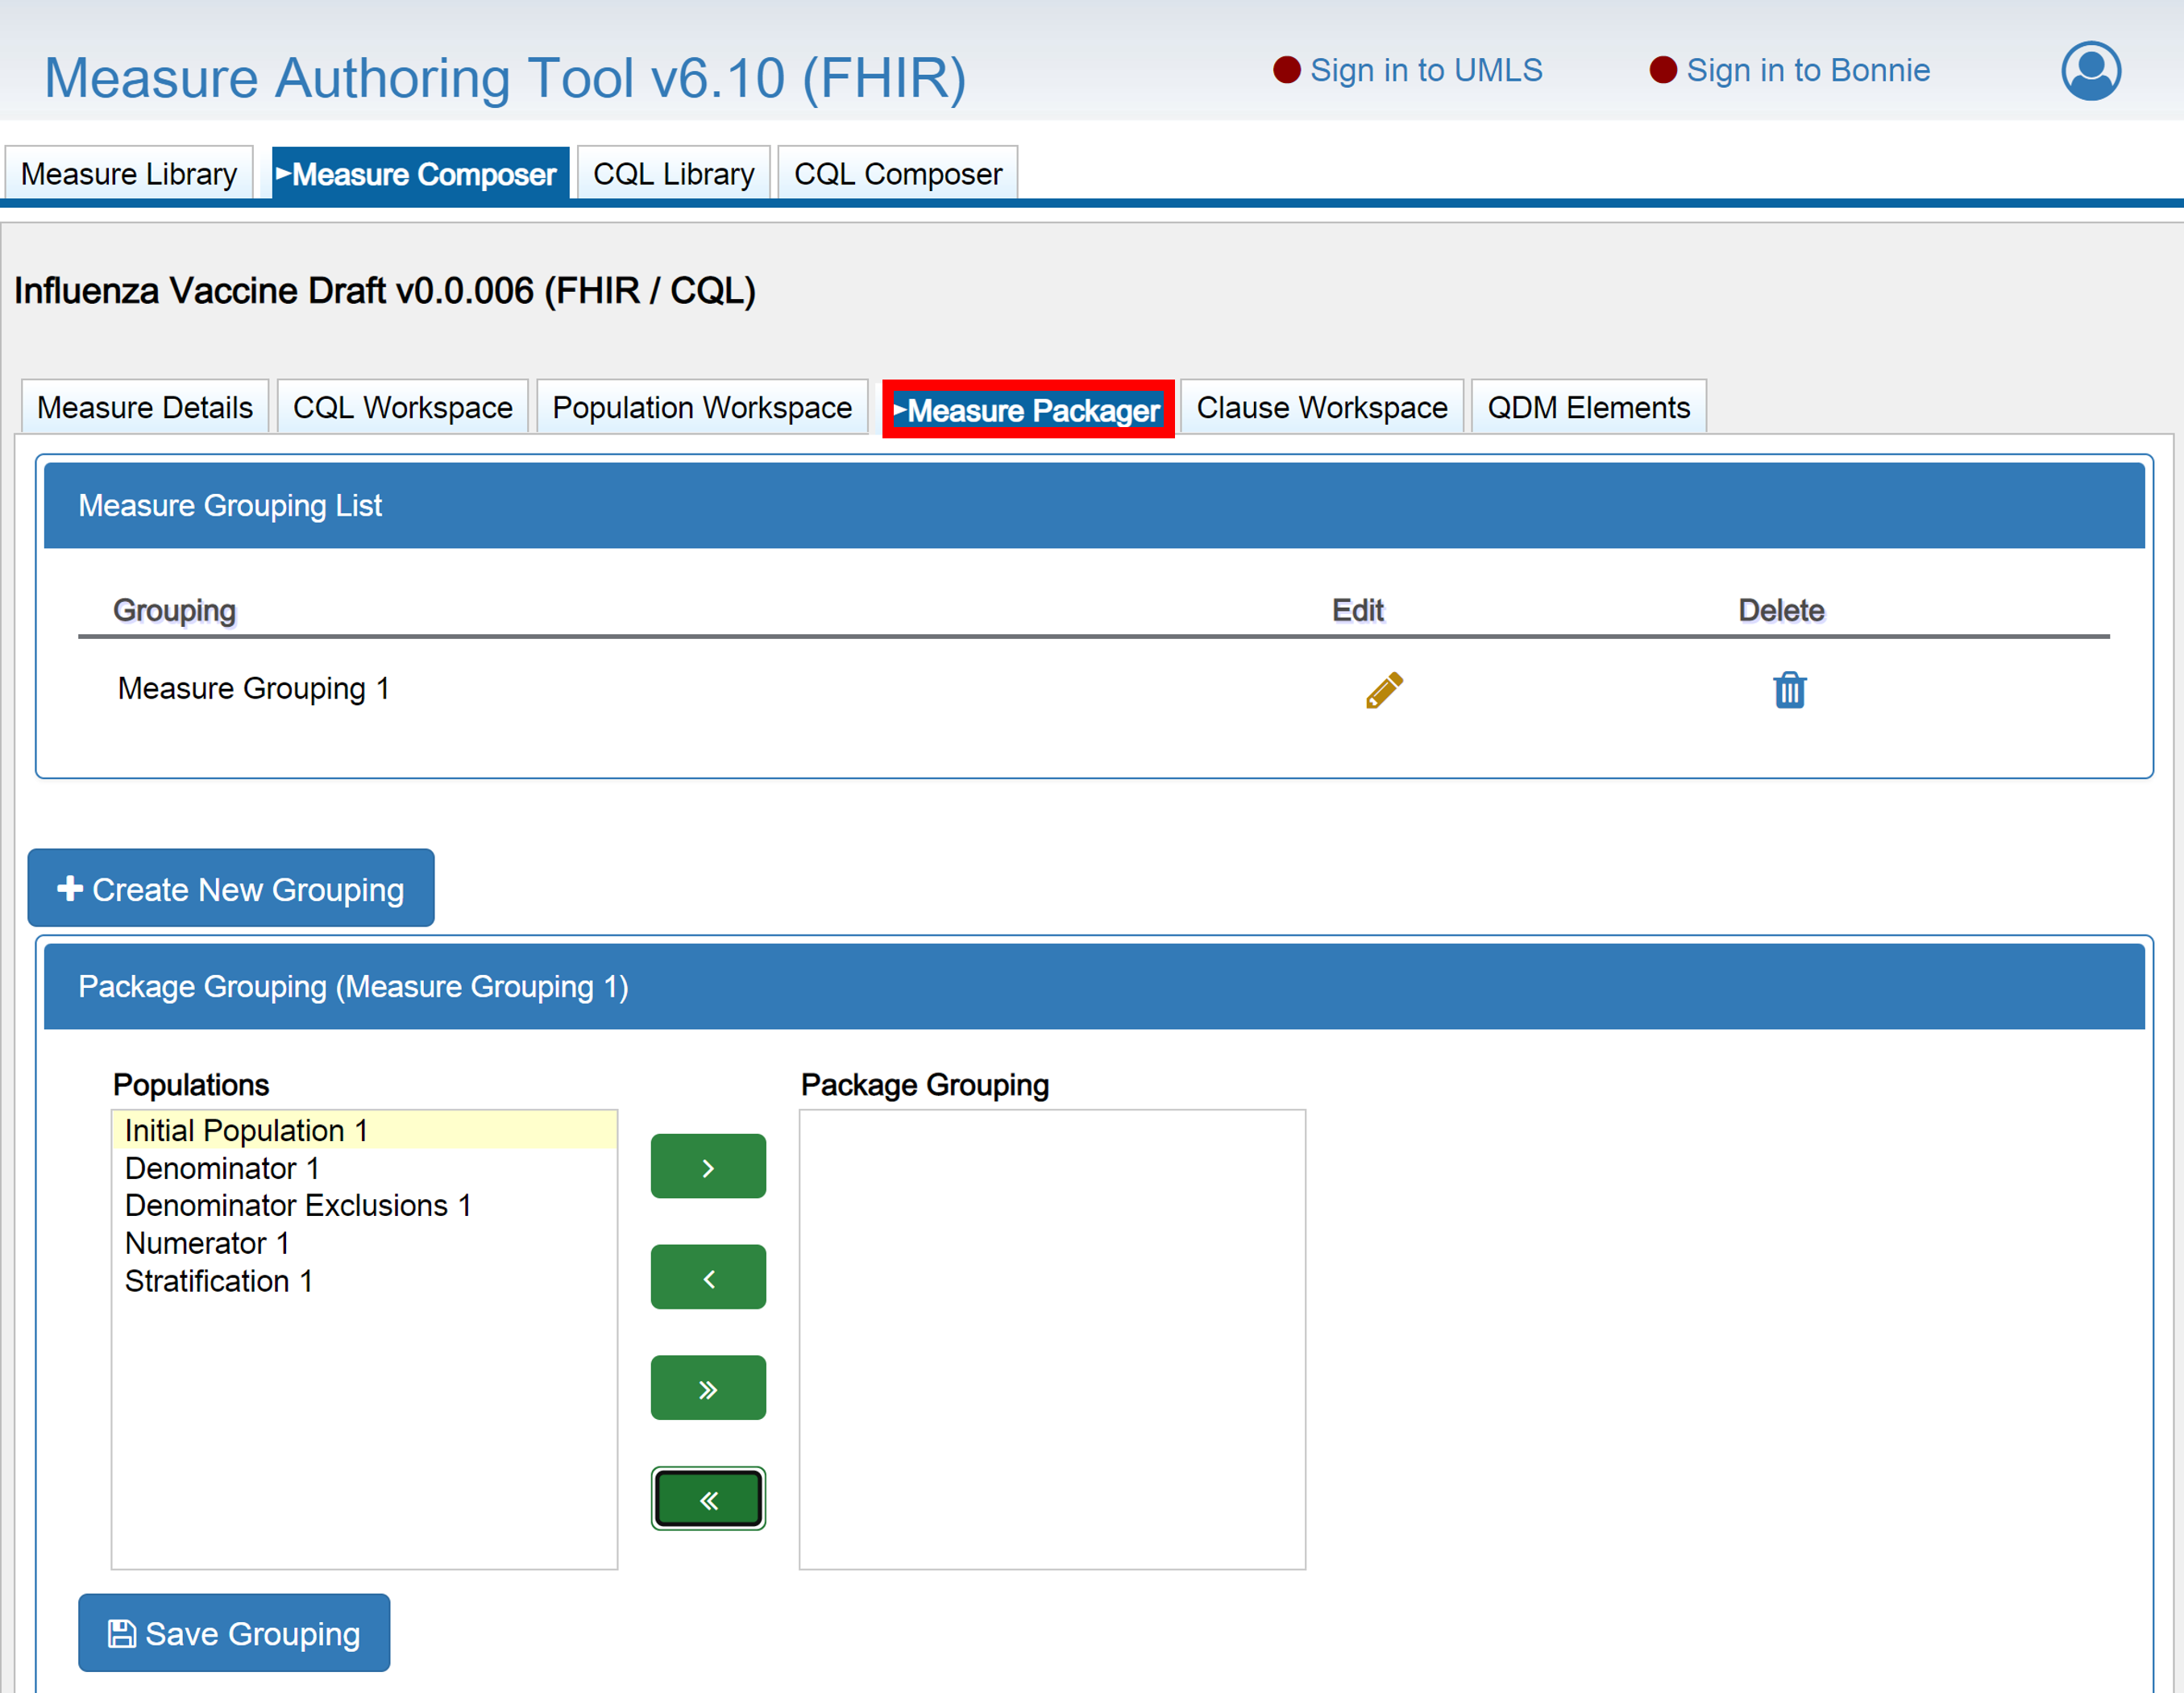 Measure Authoring Tool v6.10 (FHIR)
Sign in to UMLS
Sign in to Bonnie
Measure Library
Measure Composer
CQL Library
CQL Composer
Influenza Vaccine Draft v0.0.006 (FHIR / CQL)
Measure Details
CQL Workspace
Population Workspace
Measure Packager
Clause Workspace
QDM Elements
Measure Grouping List
Grouping Edit Delete
Measure Grouping 1
Create New Grouping
Package Grouping (Measure Grouping 1)
Populations
Initial Population 1
Denominator 1
Denominator Exclusions 1
Numerator 1
Stratification 1
Package Grouping
Save Grouping